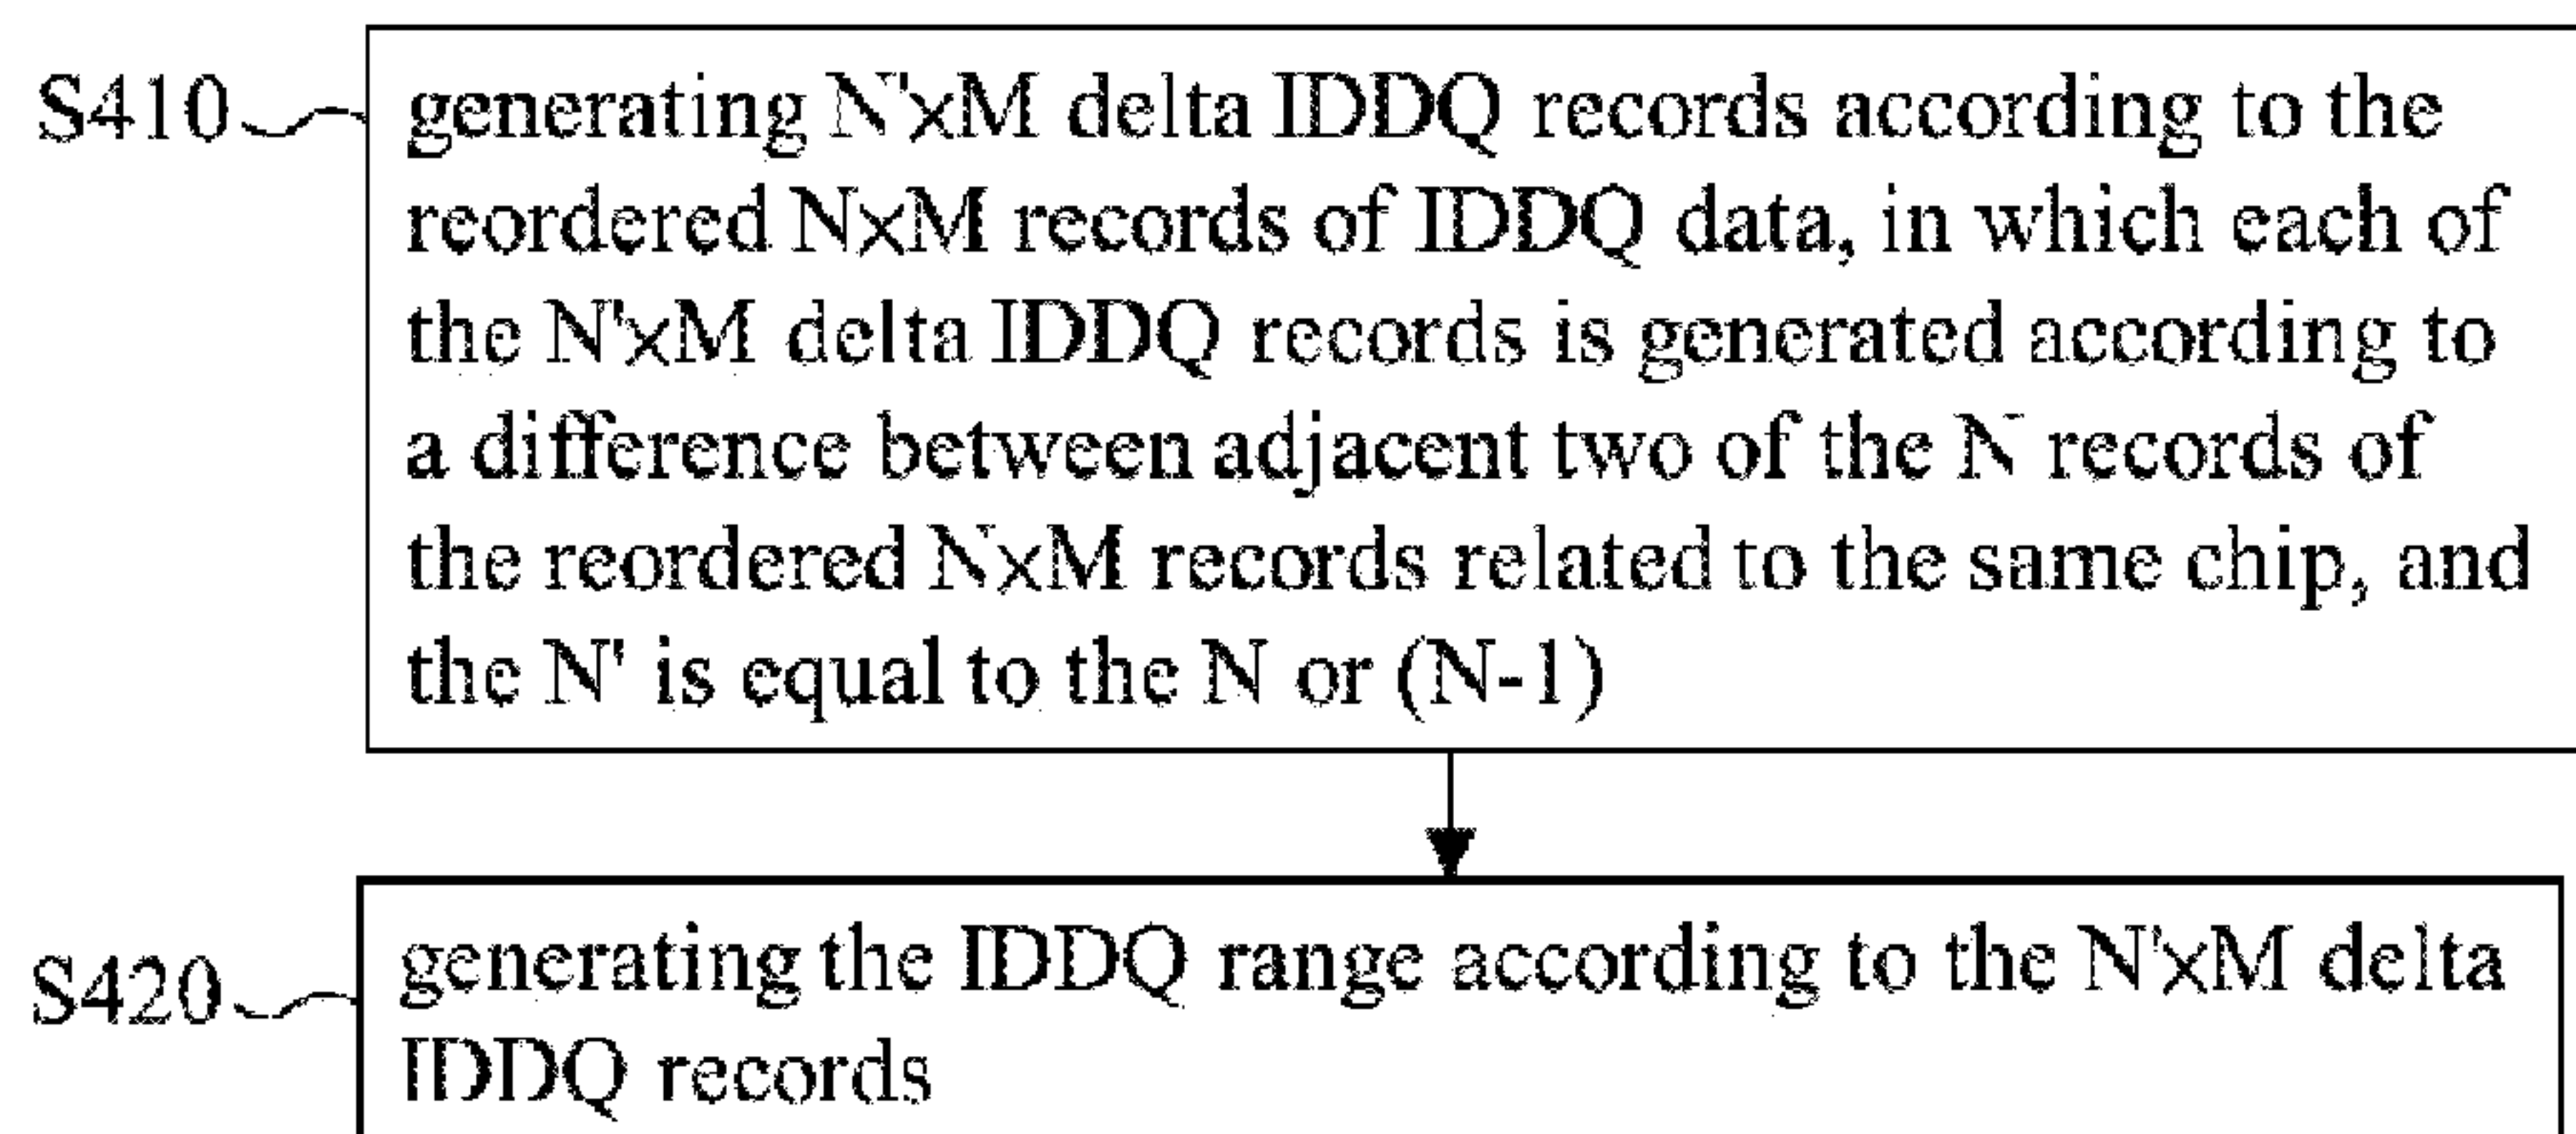 S410
generating N'×M delta IDDQ records according to the
reordered N×M records of IDDQ data, in which each of
the N'×M delta IDDQ records is generated according to
a difference between adjacent two of the N records of
the reordered N×M records related to the same chip, and
the N' is equal to the N or (N-1)
S420
generating the IDDQ range according to the N'×M delta
IDDQ records